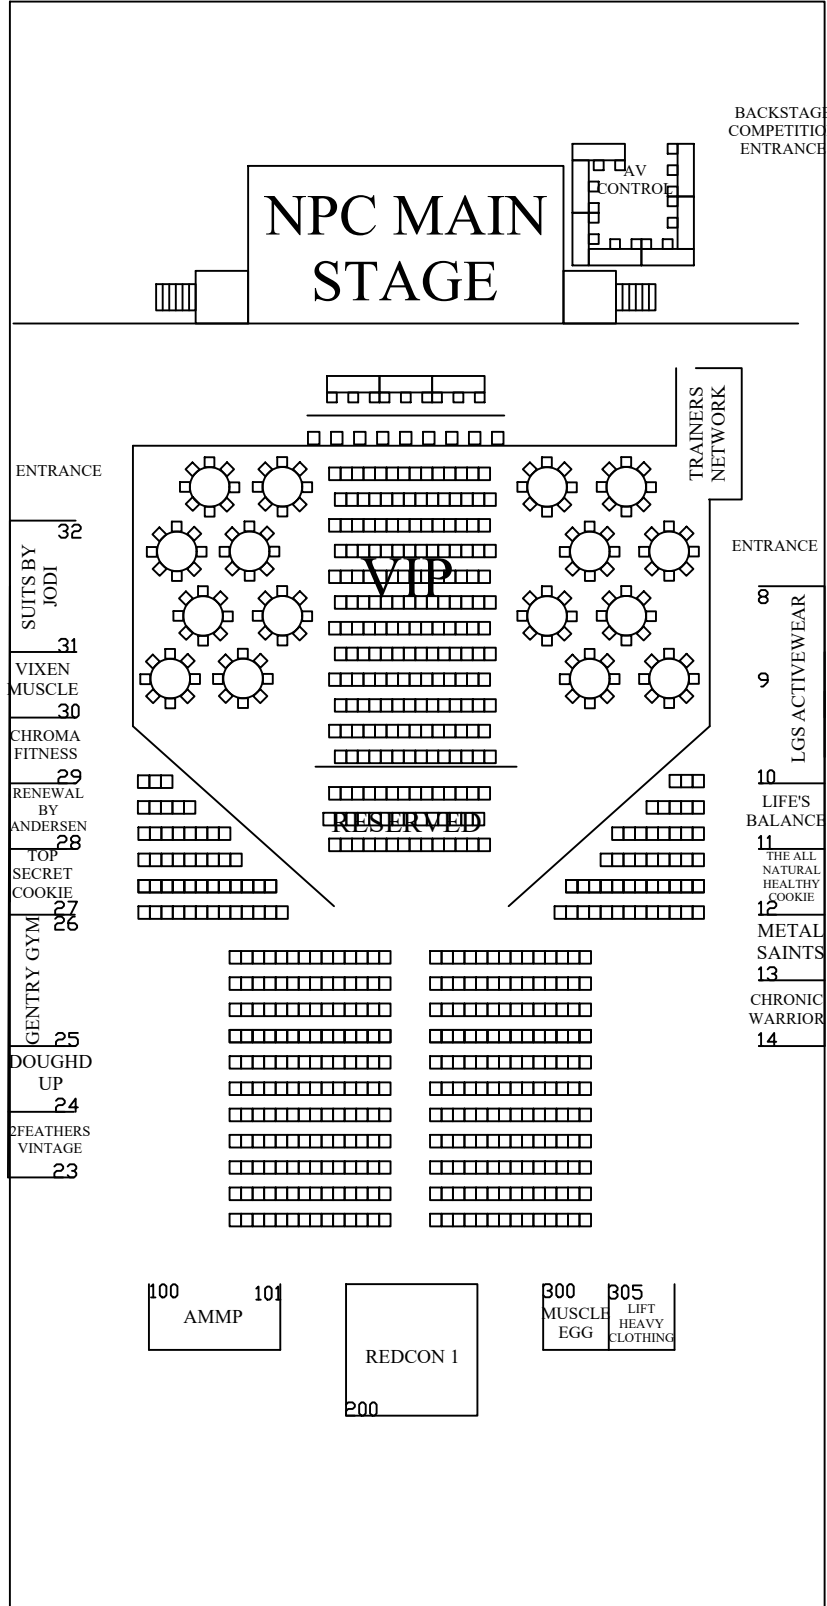 BACKSTAGE
COMPETITIO
ENTRANCE
AV
CONTROL
NPC MAIN
STAGE
TRAINERS
NETWORK
ENTRANCE
32
SUITS BY
JODI
31
VIXEN
MUSCLE
30
CHROMA
FITNESS
29
RENEWAL
BY
ANDERSEN
28
TOP
SECRET
COOKIE
27
26
GENTRY GYM
25
DOUGHD
UP
24
2FEATHERS
VINTAGE
23
VIP
RESERVED
ENTRANCE
8
9
LGS ACTIVEWEAR
10
LIFE'S
BALANCE
11
THE ALL
NATURAL
HEALTHY
COOKIE
12
METAL
SAINTS
13
CHRONIC
WARRIOR
14
100
101
AMMP
REDCON 1
200
300
MUSCLE
EGG
305
LIFT
HEAVY
CLOTHING